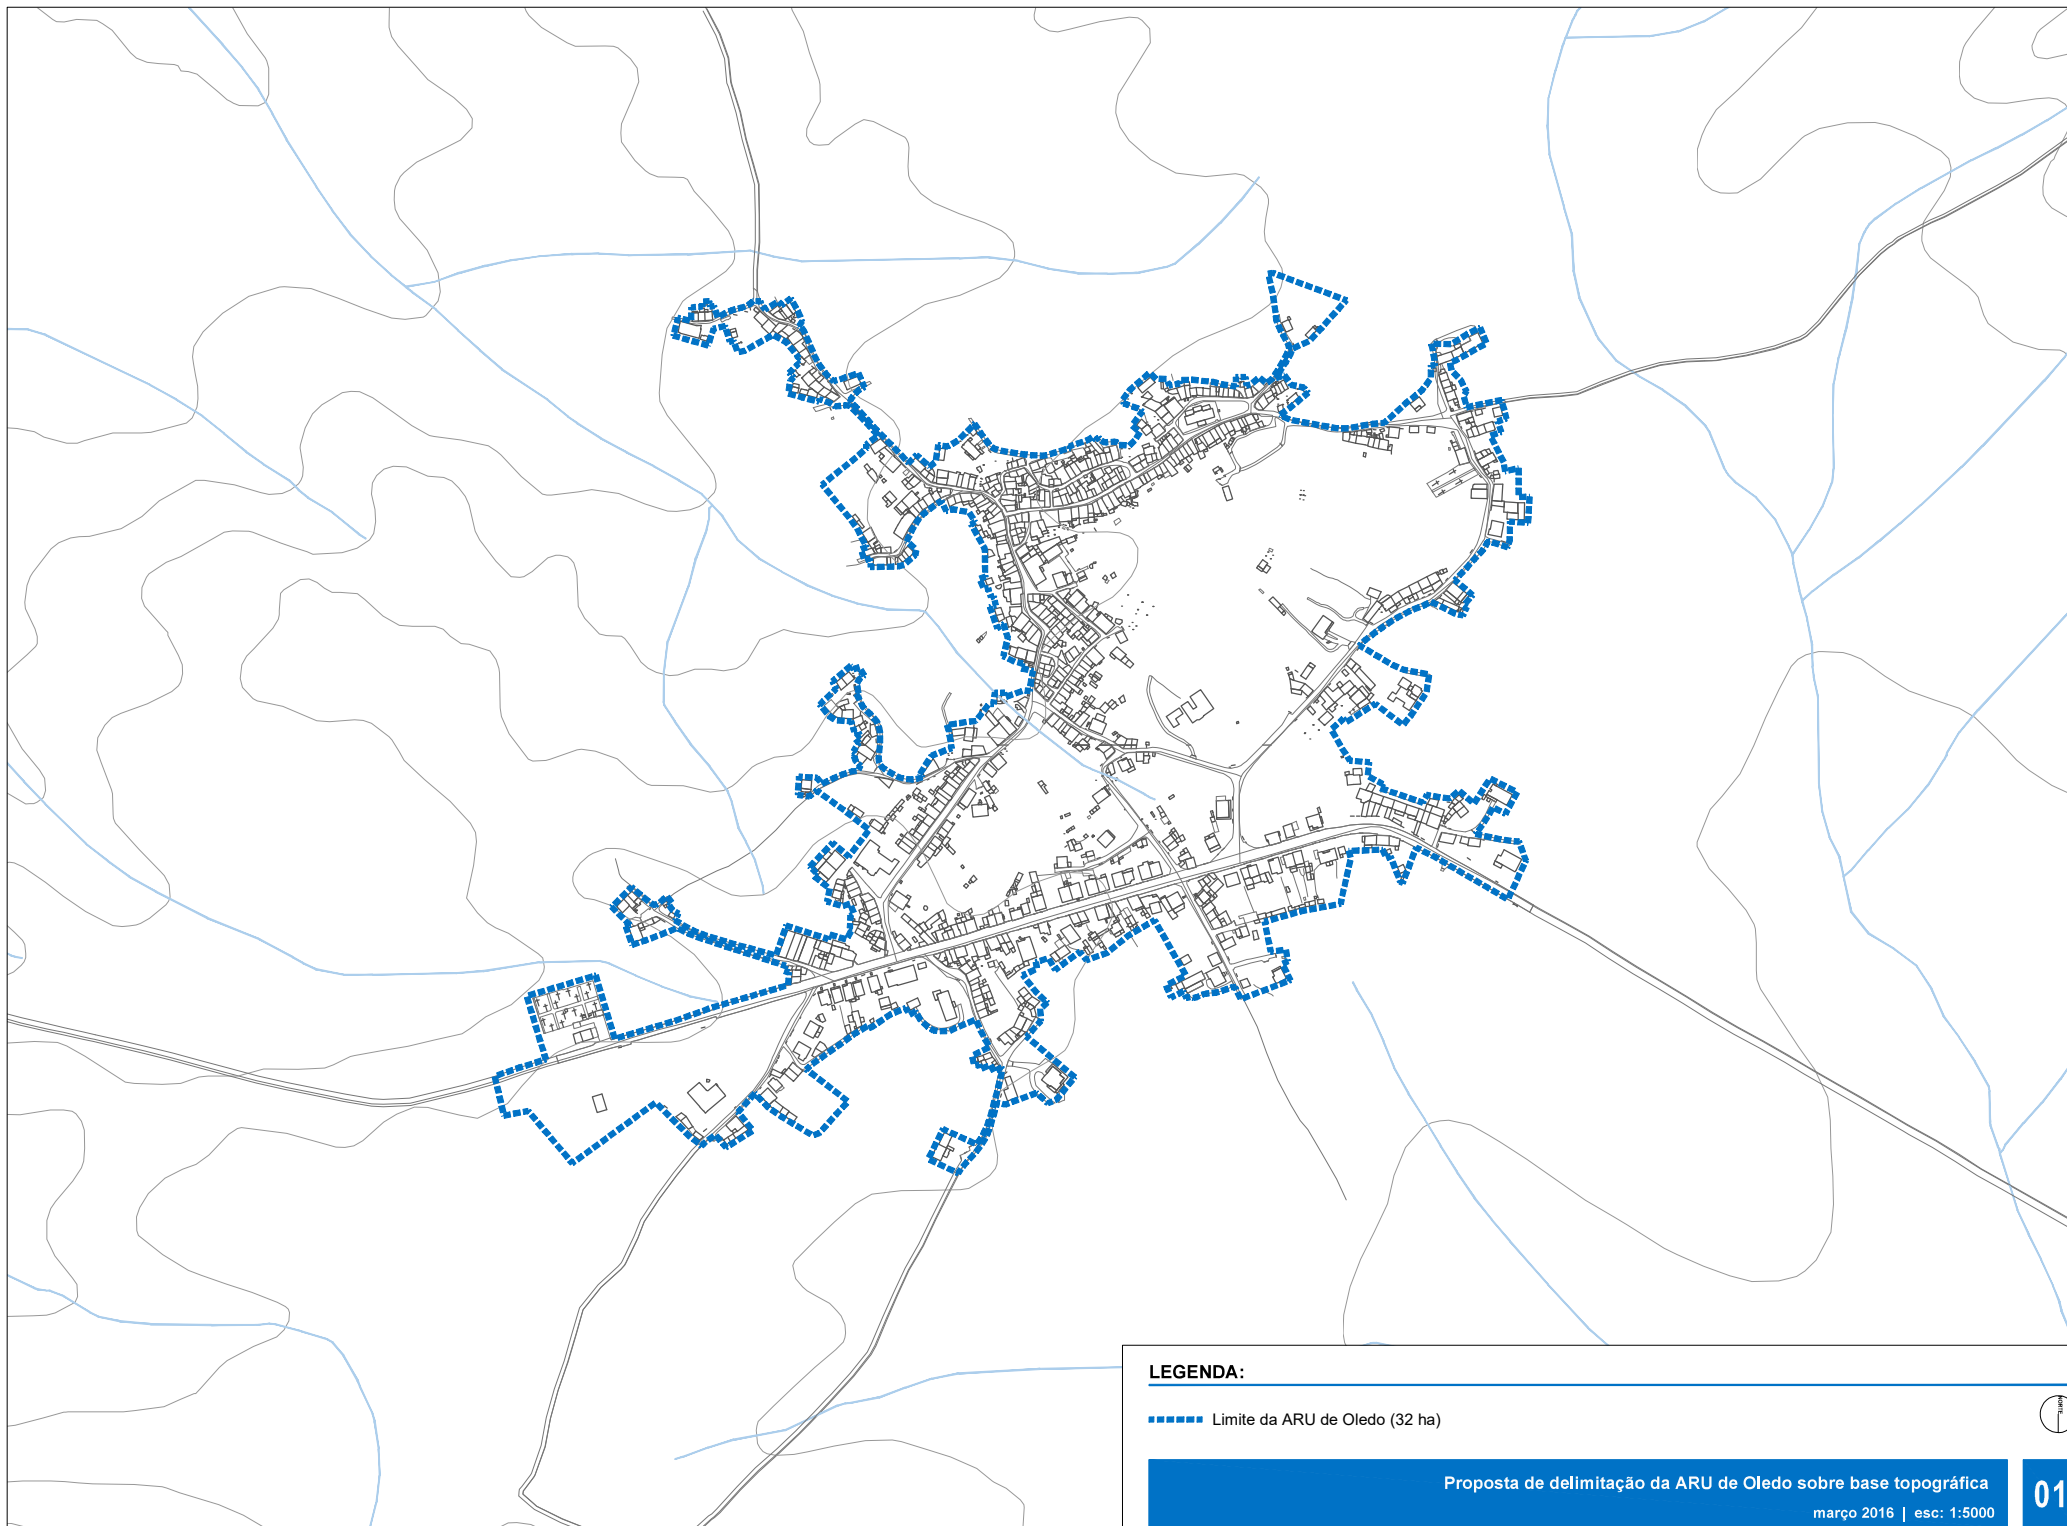 LEGENDA:
Limite da ARU de Oledo (32 ha)
NORTE
Proposta de delimitação da ARU de Oledo sobre base topográfica
março 2016 | esc: 1:5000
01